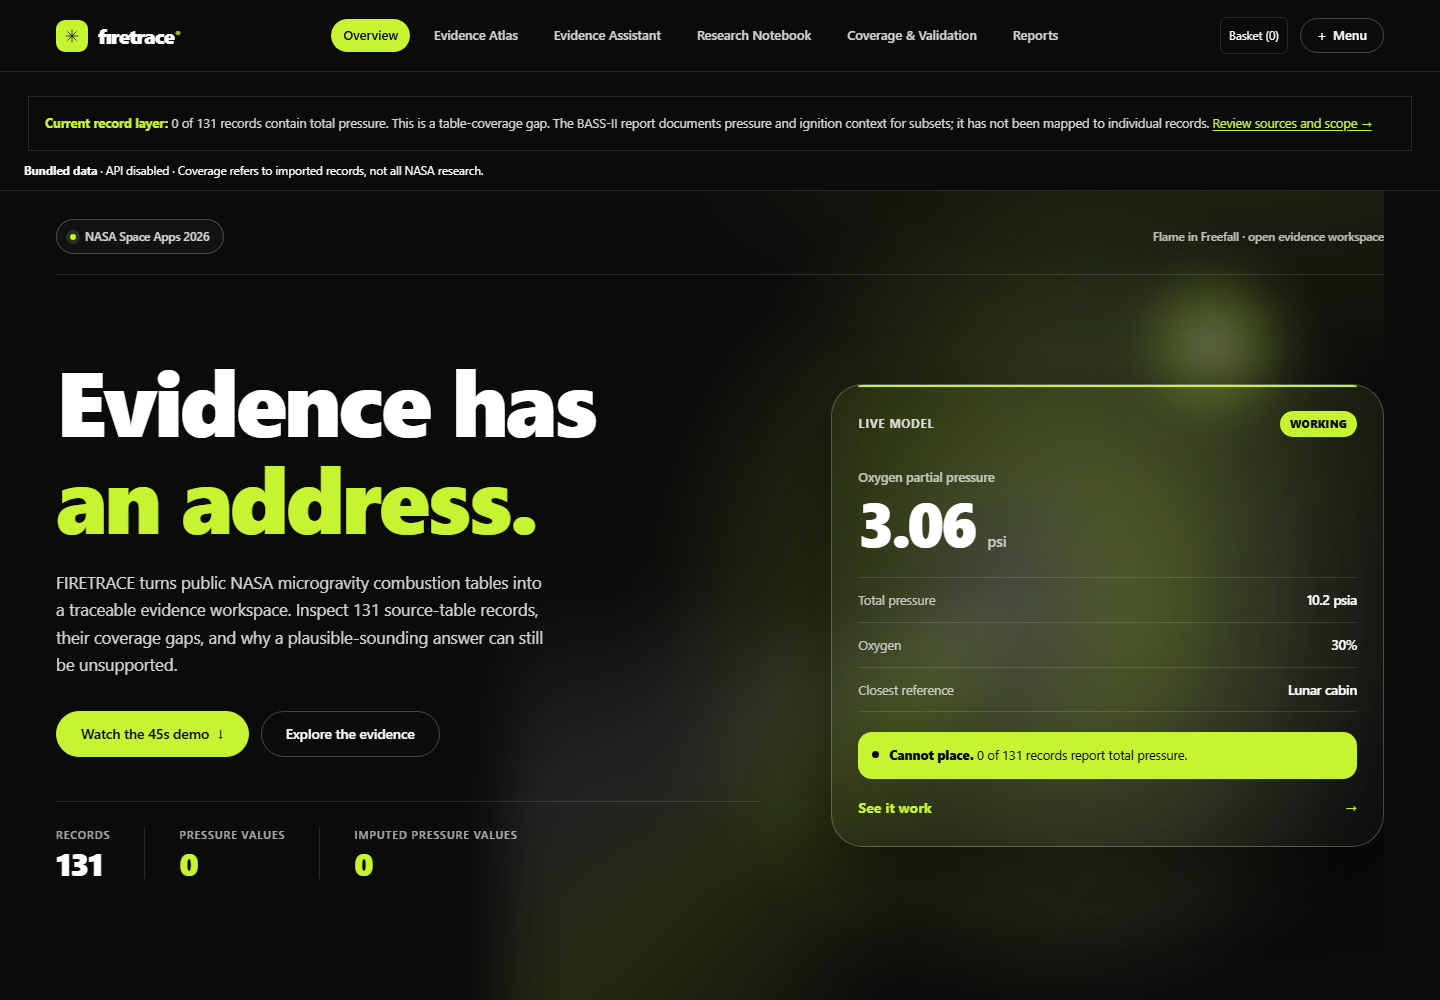 firetrace
Overview
Evidence Atlas
Evidence Assistant
Research Notebook
Coverage & Validation
Reports
Basket (0)
+ Menu
Current record layer: 0 of 131 records contain total pressure. This is a table-coverage gap. The BASS-II report documents pressure and ignition context for subsets; it has not been mapped to individual records. Review sources and scope →
Bundled data · API disabled · Coverage refers to imported records, not all NASA research.
NASA Space Apps 2026
Flame in Freefall · open evidence workspace
Evidence has
an address.
FIRETRACE turns public NASA microgravity combustion tables into
a traceable evidence workspace. Inspect 131 source-table records,
their coverage gaps, and why a plausible-sounding answer can still
be unsupported.
Watch the 45s demo ↓
Explore the evidence
RECORDS
131
PRESSURE VALUES
0
IMPUTED PRESSURE VALUES
0
LIVE MODEL
WORKING
Oxygen partial pressure
3.06 psi
Total pressure
10.2 psia
Oxygen
30%
Closest reference
Lunar cabin
Cannot place. 0 of 131 records report total pressure.
See it work →